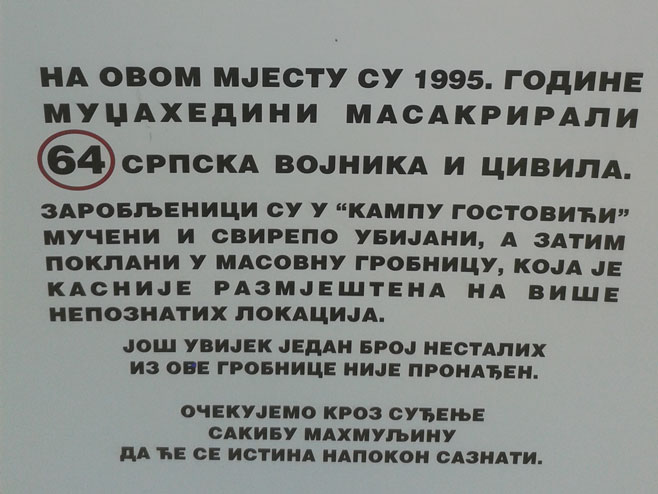 НА ОВОМ МЈЕСТУ СУ 1995. ГОДИНЕ
МУЏАХЕДИНИ МАСАКРИРАЛИ
64 СРПСКА ВОЈНИКА И ЦИВИЛА.
ЗАРОБЉЕНИЦИ СУ У “КАМПУ ГОСТОВИЋИ”
МУЧЕНИ И СВИРЕПО УБИЈАНИ, А ЗАТИМ
ПОКЛАНИ У МАСОВНУ ГРОБНИЦУ, КОЈА ЈЕ
КАСНИЈЕ РАЗМЈЕШТЕНА НА ВИШЕ
НЕПОЗНАТИХ ЛОКАЦИЈА.
ЈОШ УВИЈЕК ЈЕДАН БРОЈ НЕСТАЛИХ
ИЗ ОВЕ ГРОБНИЦЕ НИЈЕ ПРОНАЂЕН.
ОЧЕКУЈЕМО КРОЗ СУЂЕЊЕ
САКИБУ МАХМУЉИНУ
ДА ЋЕ СЕ ИСТИНА НАПОКОН САЗНАТИ.